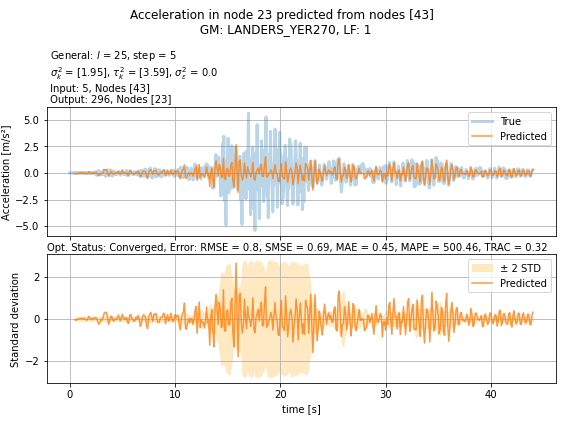 Acceleration in node 23 predicted from nodes [43]
GM: LANDERS_YER270, LF: 1
General: l = 25, step = 5
σ²ₖ = [1.95], τ²ₖ = [3.59], σ²ε = 0.0
Input: 5, Nodes [43]
Output: 296, Nodes [23]
Acceleration [m/s²]
5.0
2.5
0.0
−2.5
−5.0
True
Predicted
Opt. Status: Converged, Error: RMSE = 0.8, SMSE = 0.69, MAE = 0.45, MAPE = 500.46, TRAC = 0.32
Standard deviation
2
0
−2
± 2 STD
Predicted
0 10 20 30 40
time [s]